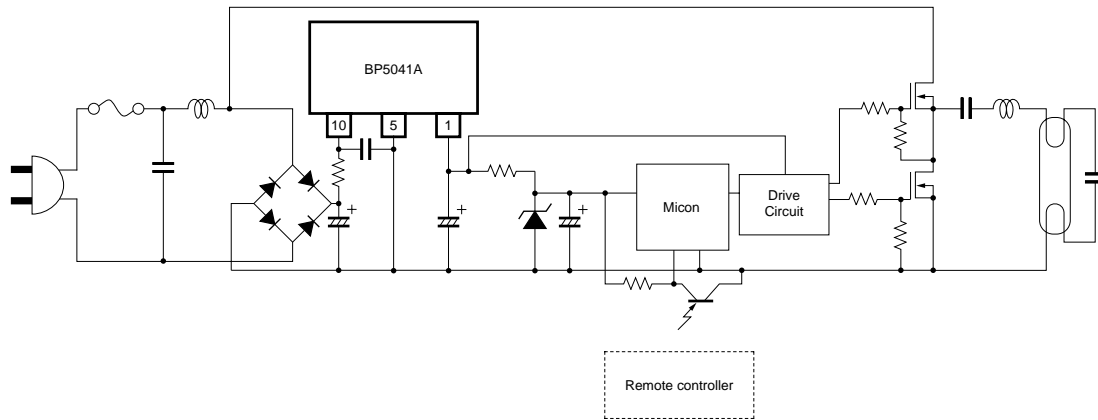 BP5041A
10
5
1
+
+
+
Micon
Drive
Circuit
Remote controller